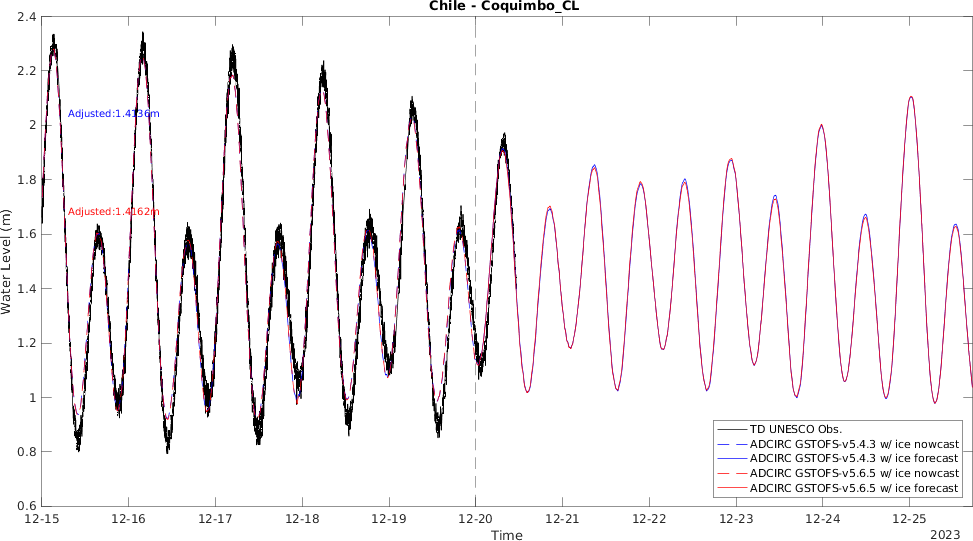 Chile - Coquimbo_CL
2.4
2.2
2
1.8
1.6
1.4
1.2
1
0.8
0.6
Water Level (m)
Adjusted:1.4136m
Adjusted:1.4162m
TD UNESCO Obs.
ADCIRC GSTOFS-v5.4.3 w/ ice nowcast
ADCIRC GSTOFS-v5.4.3 w/ ice forecast
ADCIRC GSTOFS-v5.6.5 w/ ice nowcast
ADCIRC GSTOFS-v5.6.5 w/ ice forecast
12-15 12-16 12-17 12-18 12-19 12-20 12-21 12-22 12-23 12-24 12-25
Time
2023